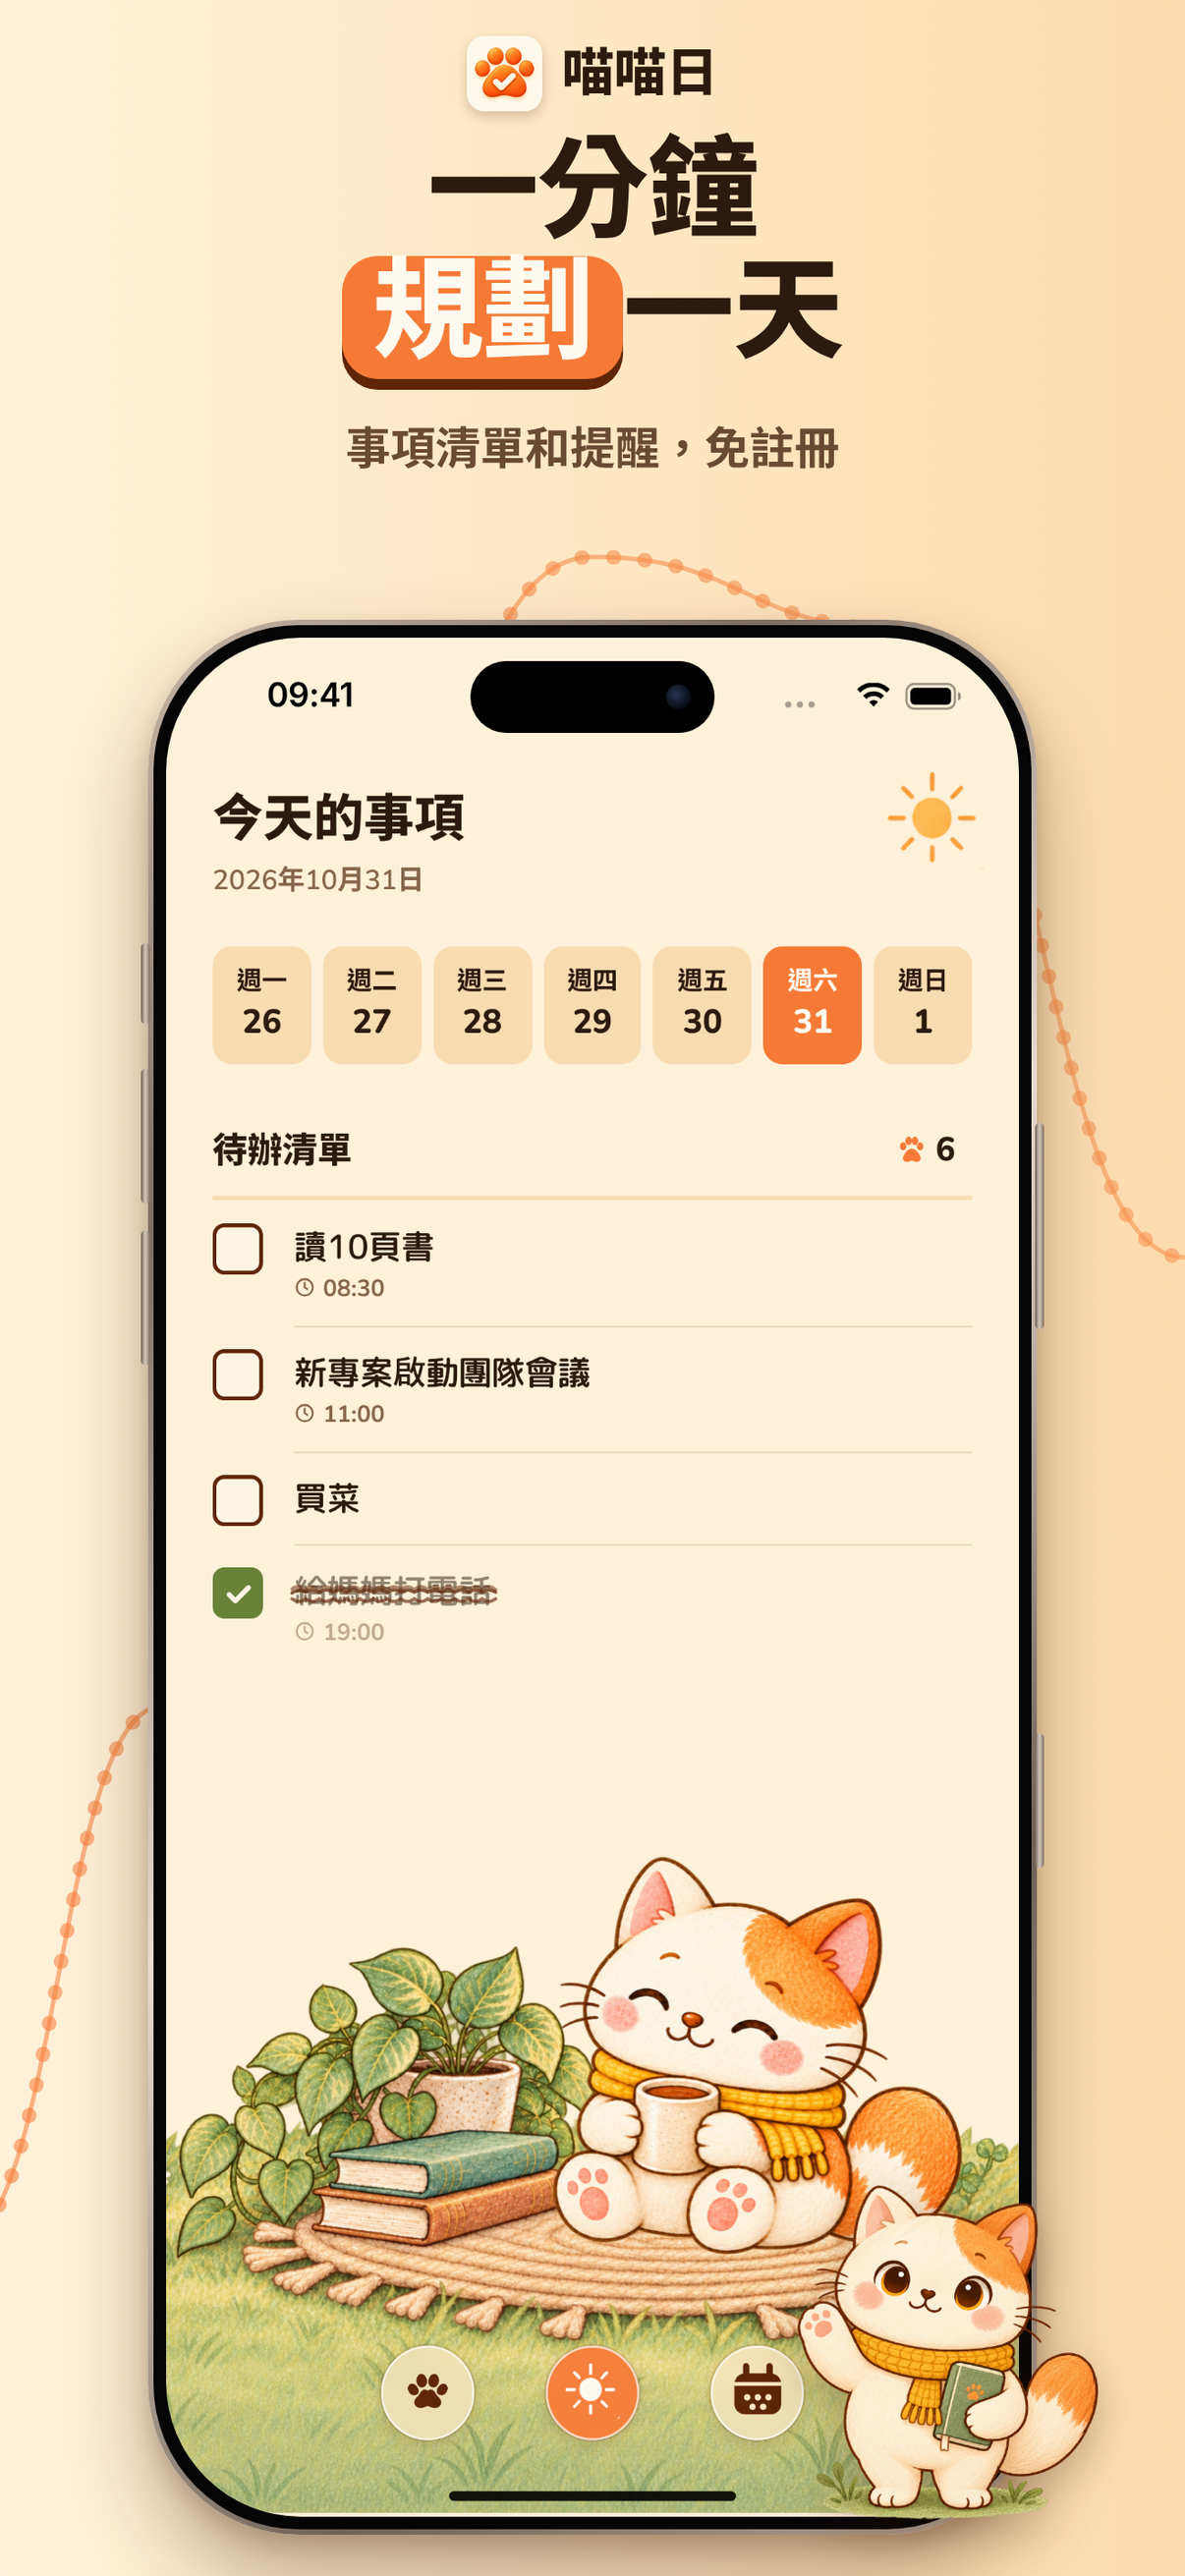 喵喵日
一分鐘
規劃一天
事項清單和提醒，免註冊
09:41
今天的事項
2026年10月31日
週一 週二 週三 週四 週五 週六 週日
26 27 28 29 30 31 1
待辦清單 6
讀10頁書
08:30
新專案啟動團隊會議
11:00
買菜
給媽媽打電話
19:00